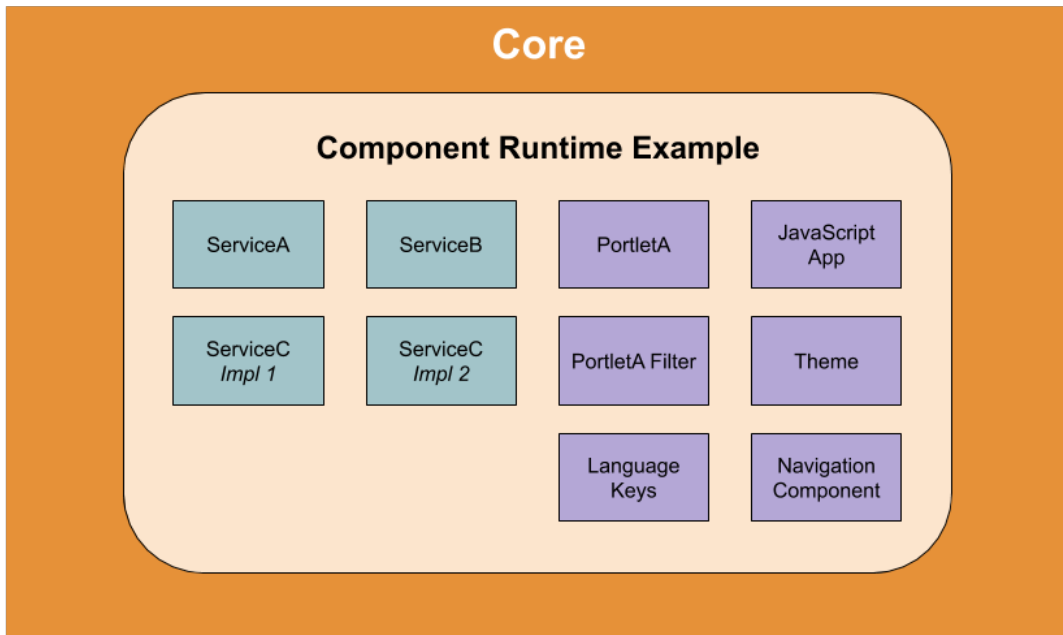 Core
Component Runtime Example
ServiceA
ServiceB
PortletA
JavaScript
App
ServiceC
Impl 1
ServiceC
Impl 2
PortletA Filter
Theme
Language
Keys
Navigation
Component